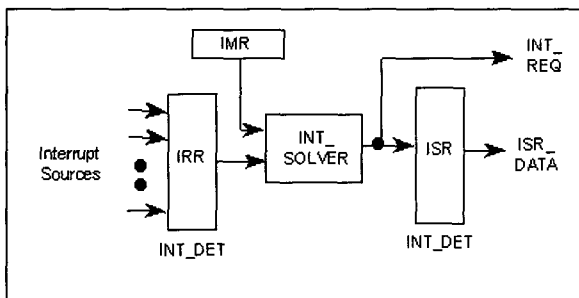 IMR
INT_
REQ
Interrupt
Sources
IRR
INT_
SOLVER
ISR
ISR_
DATA
INT_DET
INT_DET